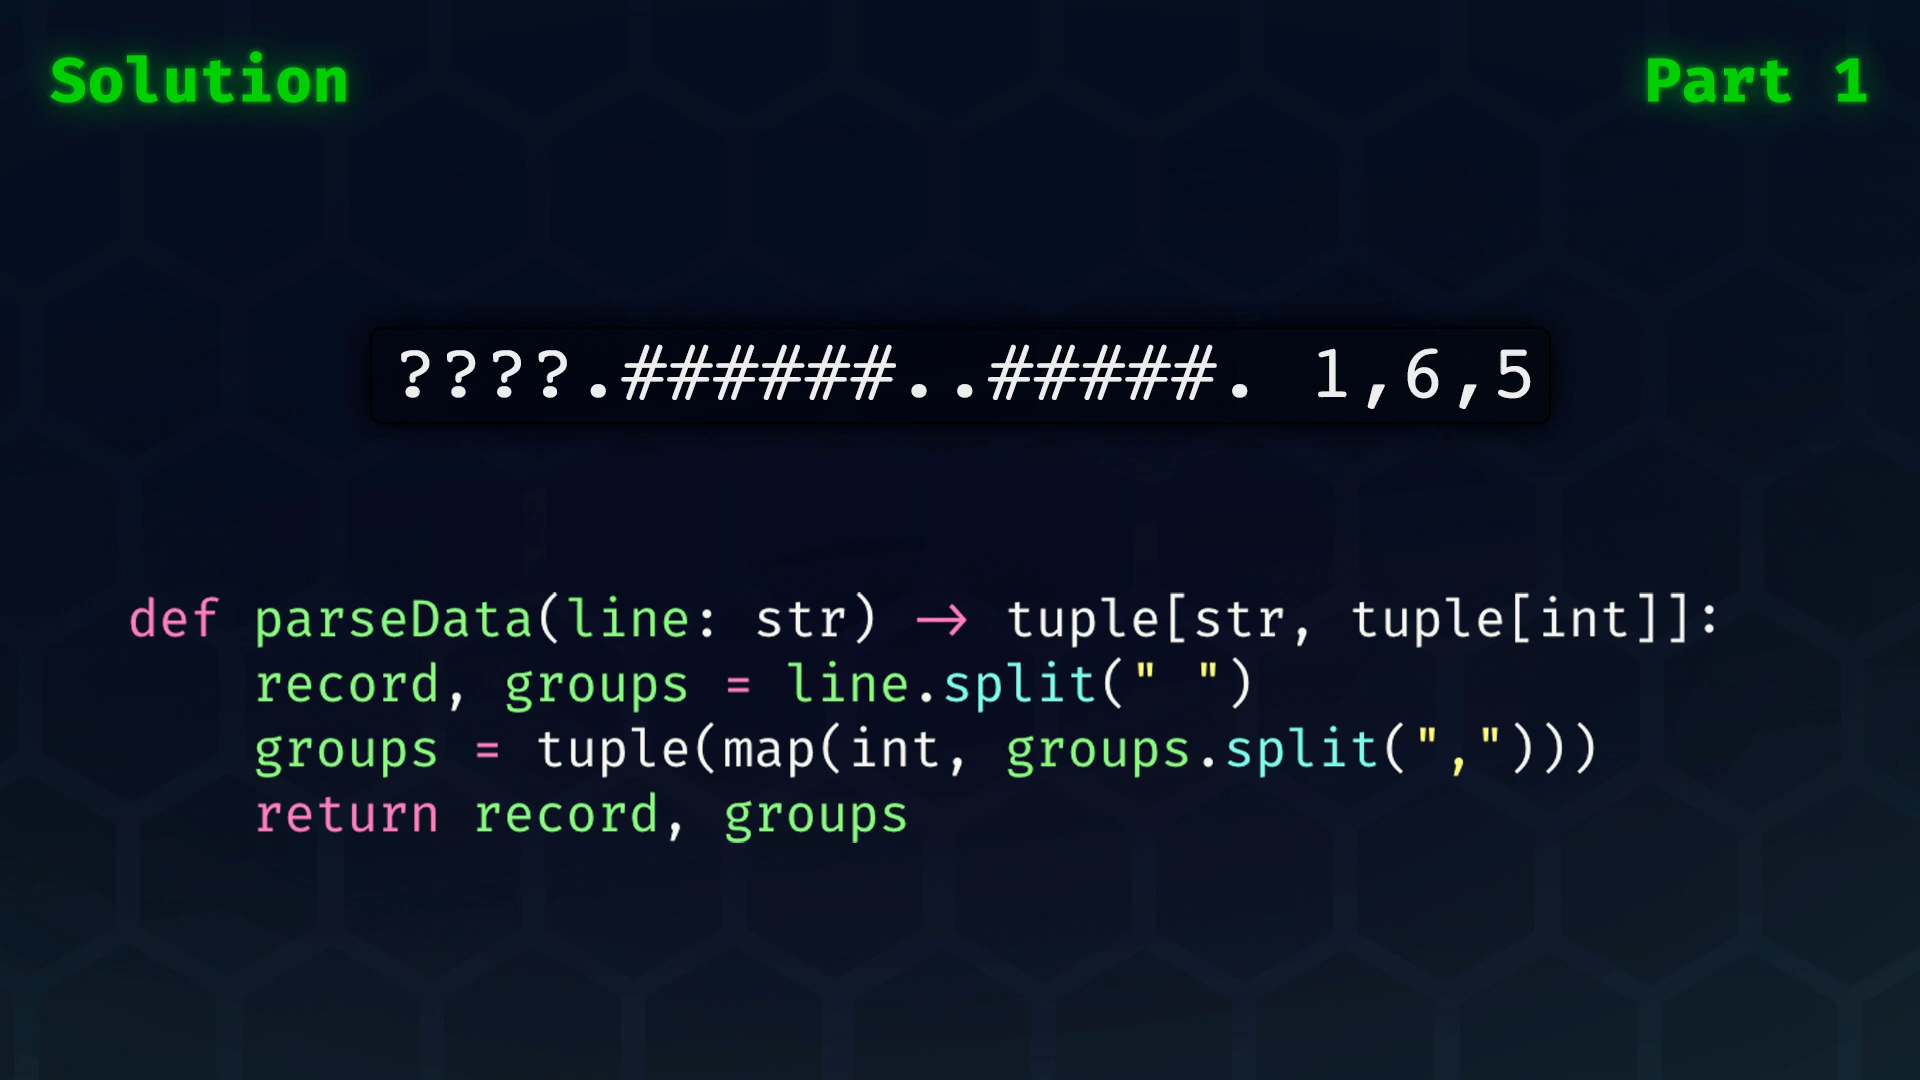 Solution
Part 1
????.######..#####. 1,6,5
def parseData(line: str) → tuple[str, tuple[int]]:
    record, groups = line.split(" ")
    groups = tuple(map(int, groups.split(",")))
    return record, groups